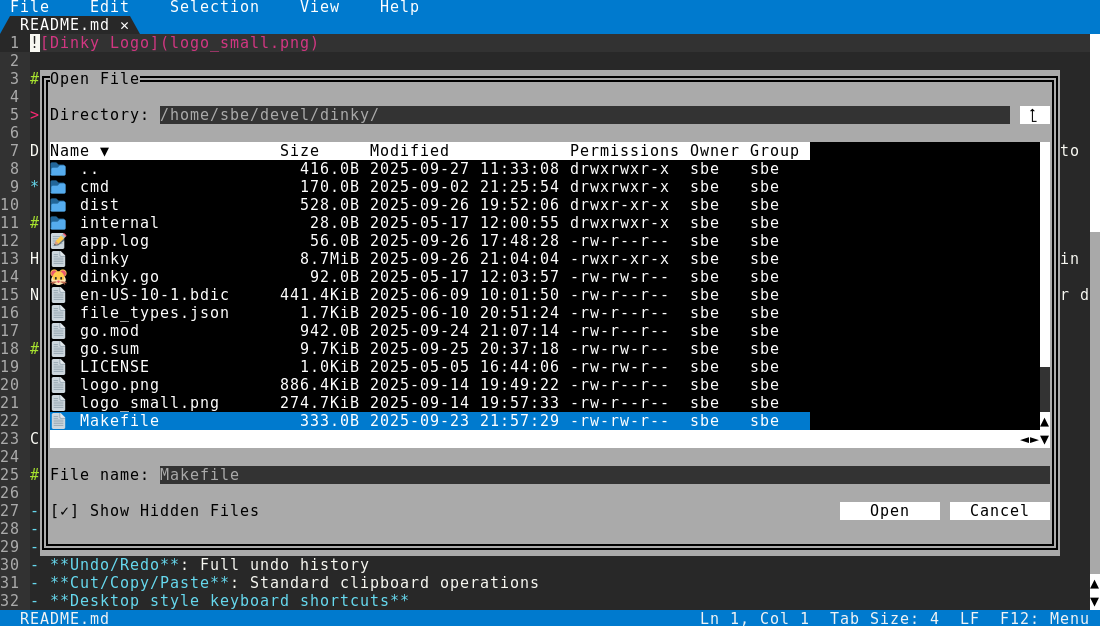 File Edit Selection View Help
README.md ×
1 ![Dinky Logo](logo_small.png)
2
3 # Open File
4
5 > Directory: /home/sbe/devel/dinky/ ↑
6
7 D Name ▼ Size Modified Permissions Owner Group to
8 .. 416.0B 2025-09-27 11:33:08 drwxrwxr-x sbe sbe
9 * cmd 170.0B 2025-09-02 21:25:54 drwxrwxr-x sbe sbe
10 dist 528.0B 2025-09-26 19:52:06 drwxr-xr-x sbe sbe
11 # internal 28.0B 2025-05-17 12:00:55 drwxrwxr-x sbe sbe
12 app.log 56.0B 2025-09-26 17:48:28 -rw-r--r-- sbe sbe
13 H dinky 8.7MiB 2025-09-26 21:04:04 -rwxr-xr-x sbe sbe in
14 dinky.go 92.0B 2025-05-17 12:03:57 -rw-rw-r-- sbe sbe
15 N en-US-10-1.bdic 441.4KiB 2025-06-09 10:01:50 -rw-r--r-- sbe sbe r d
16 file_types.json 1.7KiB 2025-06-10 20:51:24 -rw-r--r-- sbe sbe
17 go.mod 942.0B 2025-09-24 21:07:14 -rw-rw-r-- sbe sbe
18 # go.sum 9.7KiB 2025-09-25 20:37:18 -rw-rw-r-- sbe sbe
19 LICENSE 1.0KiB 2025-05-05 16:44:06 -rw-rw-r-- sbe sbe
20 logo.png 886.4KiB 2025-09-14 19:49:22 -rw-r--r-- sbe sbe
21 logo_small.png 274.7KiB 2025-09-14 19:57:33 -rw-r--r-- sbe sbe
22 Makefile 333.0B 2025-09-23 21:57:29 -rw-rw-r-- sbe sbe ▲
23 C ◄►▼
24
25 # File name: Makefile
26
27 - [✓] Show Hidden Files Open Cancel
28 -
29 -
30 - **Undo/Redo**: Full undo history
31 - **Cut/Copy/Paste**: Standard clipboard operations ▲
32 - **Desktop style keyboard shortcuts** ▼
README.md Ln 1, Col 1 Tab Size: 4 LF F12: Menu